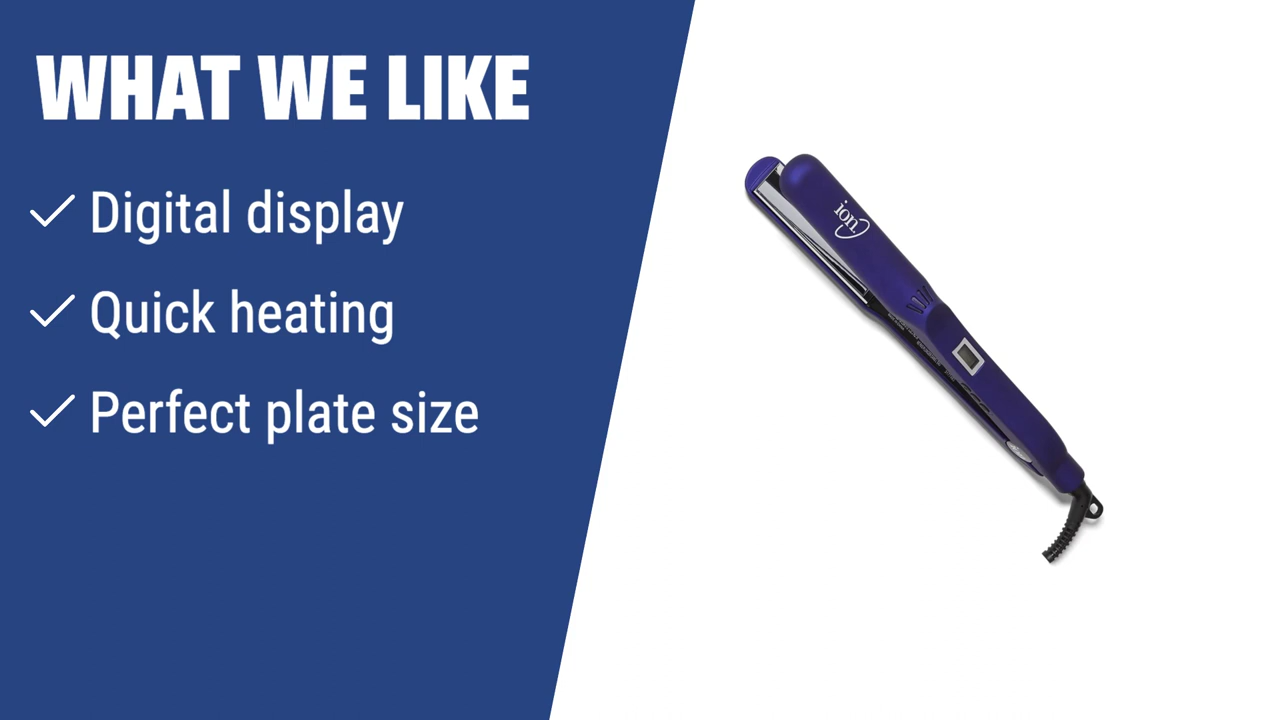 WHAT WE LIKE
Digital display
Quick heating
Perfect plate size
ion